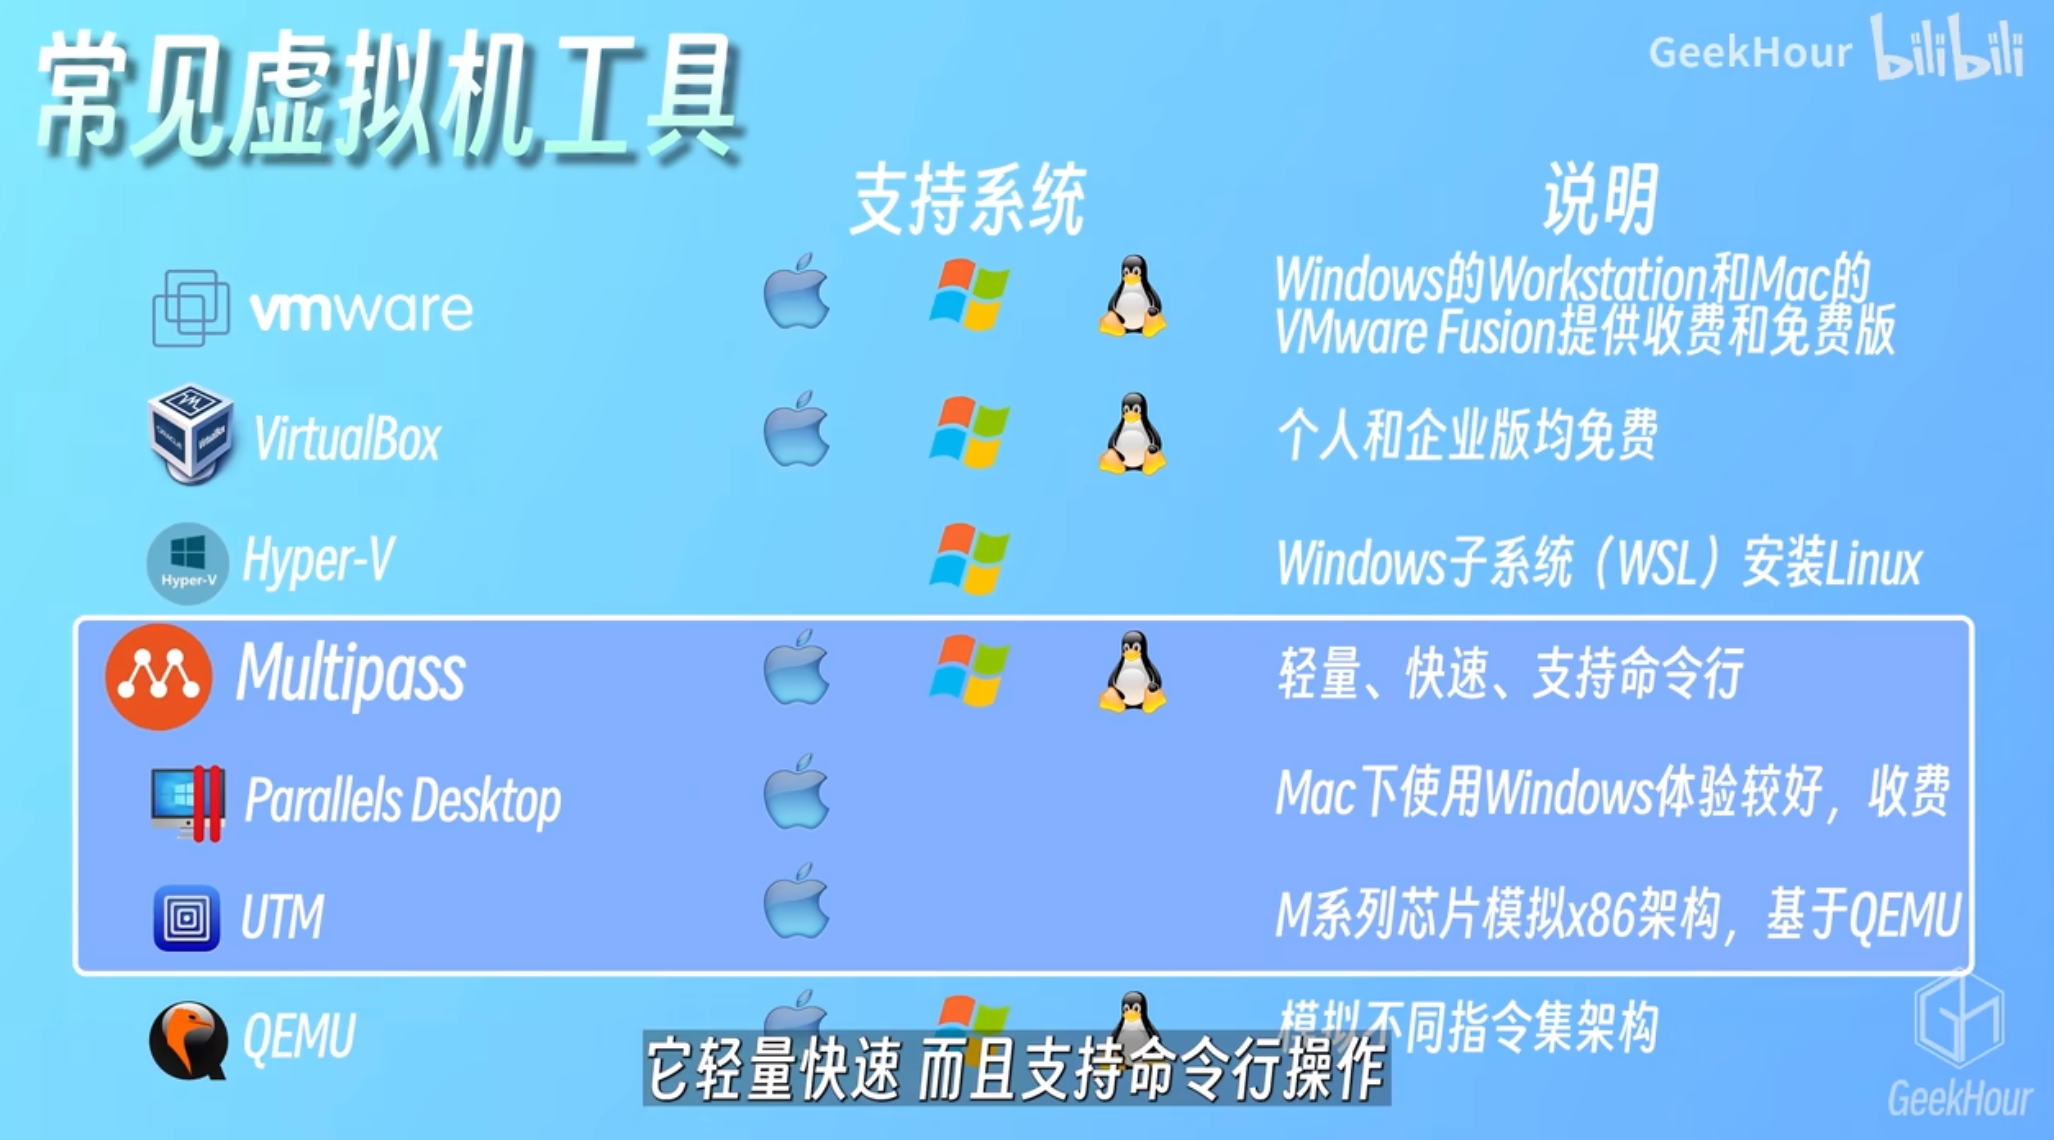 常见虚拟机工具
GeekHour bilibili
支持系统
说明
vmware
Windows的Workstation和Mac的
VMware Fusion提供收费和免费版
VirtualBox
个人和企业版均免费
Hyper-V
Hyper-V
Windows子系统（WSL）安装Linux
Multipass
轻量、快速、支持命令行
Parallels Desktop
Mac下使用Windows体验较好，收费
UTM
M系列芯片模拟x86架构，基于QEMU
QEMU
模拟不同指令集架构
它轻量快速 而且支持命令行操作
GeekHour